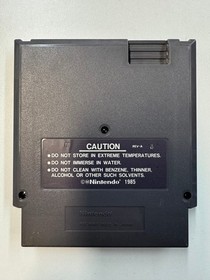 CAUTION REV-A
• DO NOT STORE IN EXTREME TEMPERATURES.
• DO NOT IMMERSE IN WATER.
• DO NOT CLEAN WITH BENZENE, THINNER,
ALCOHOL OR OTHER SUCH SOLVENTS.
©®Nintendo 1985